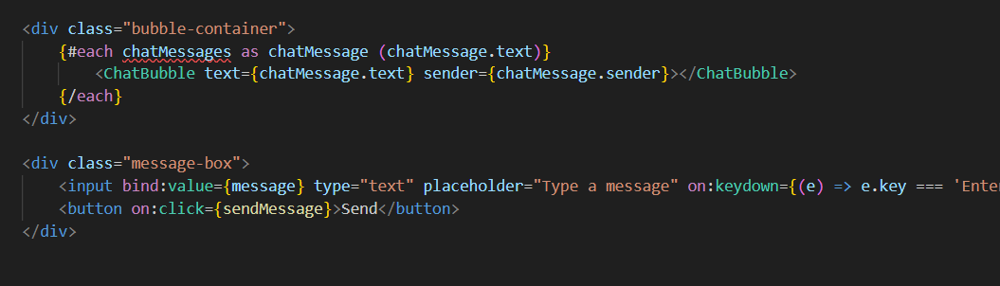 <div class="bubble-container">
{#each chatMessages as chatMessage (chatMessage.text)}
<ChatBubble text={chatMessage.text} sender={chatMessage.sender}></ChatBubble>
{/each}
</div>
<div class="message-box">
<input bind:value={message} type="text" placeholder="Type a message" on:keydown={(e) => e.key === 'Enter
<button on:click={sendMessage}>Send</button>
</div>